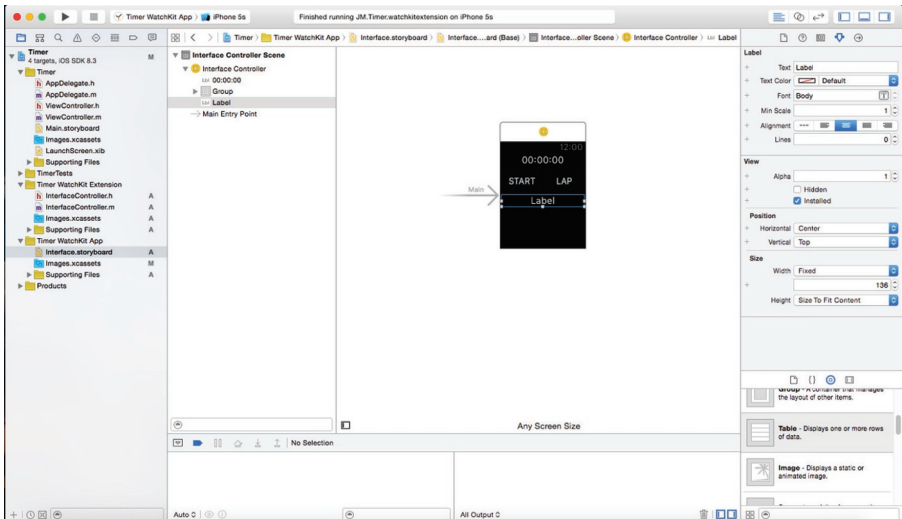 Timer WatchKit App
iPhone 5s
Finished running JM.Timer.watchkitextension on iPhone 5s
Timer
Timer WatchKit App
Interface.storyboard
Interface....ard (Base)
Interface...oller Scene
Interface Controller
Label
Timer
M
4 targets, iOS SDK 8.3
Timer
AppDelegate.h
AppDelegate.m
ViewController.h
ViewController.m
Main.storyboard
Images.xcassets
LaunchScreen.xib
Supporting Files
TimerTests
Timer WatchKit Extension
InterfaceController.h A
InterfaceController.m A
Images.xcassets A
Supporting Files A
Timer WatchKit App
Interface.storyboard A
Images.xcassets M
Supporting Files A
Products
Interface Controller Scene
Interface Controller
00:00:00
Group
Label
Main Entry Point
12:00
00:00:00
START LAP
Main
Label
Any Screen Size
No Selection
Auto
All Output
Label
Text Label
Text Color Default
Font Body
Min Scale 1
Alignment
Lines 0
View
Alpha 1
Hidden
Installed
Position
Horizontal Center
Vertical Top
Size
Width Fixed
136
Height Size To Fit Content
Group - A container that manages
the layout of other items.
Table - Displays one or more rows
of data.
Image - Displays a static or
animated image.